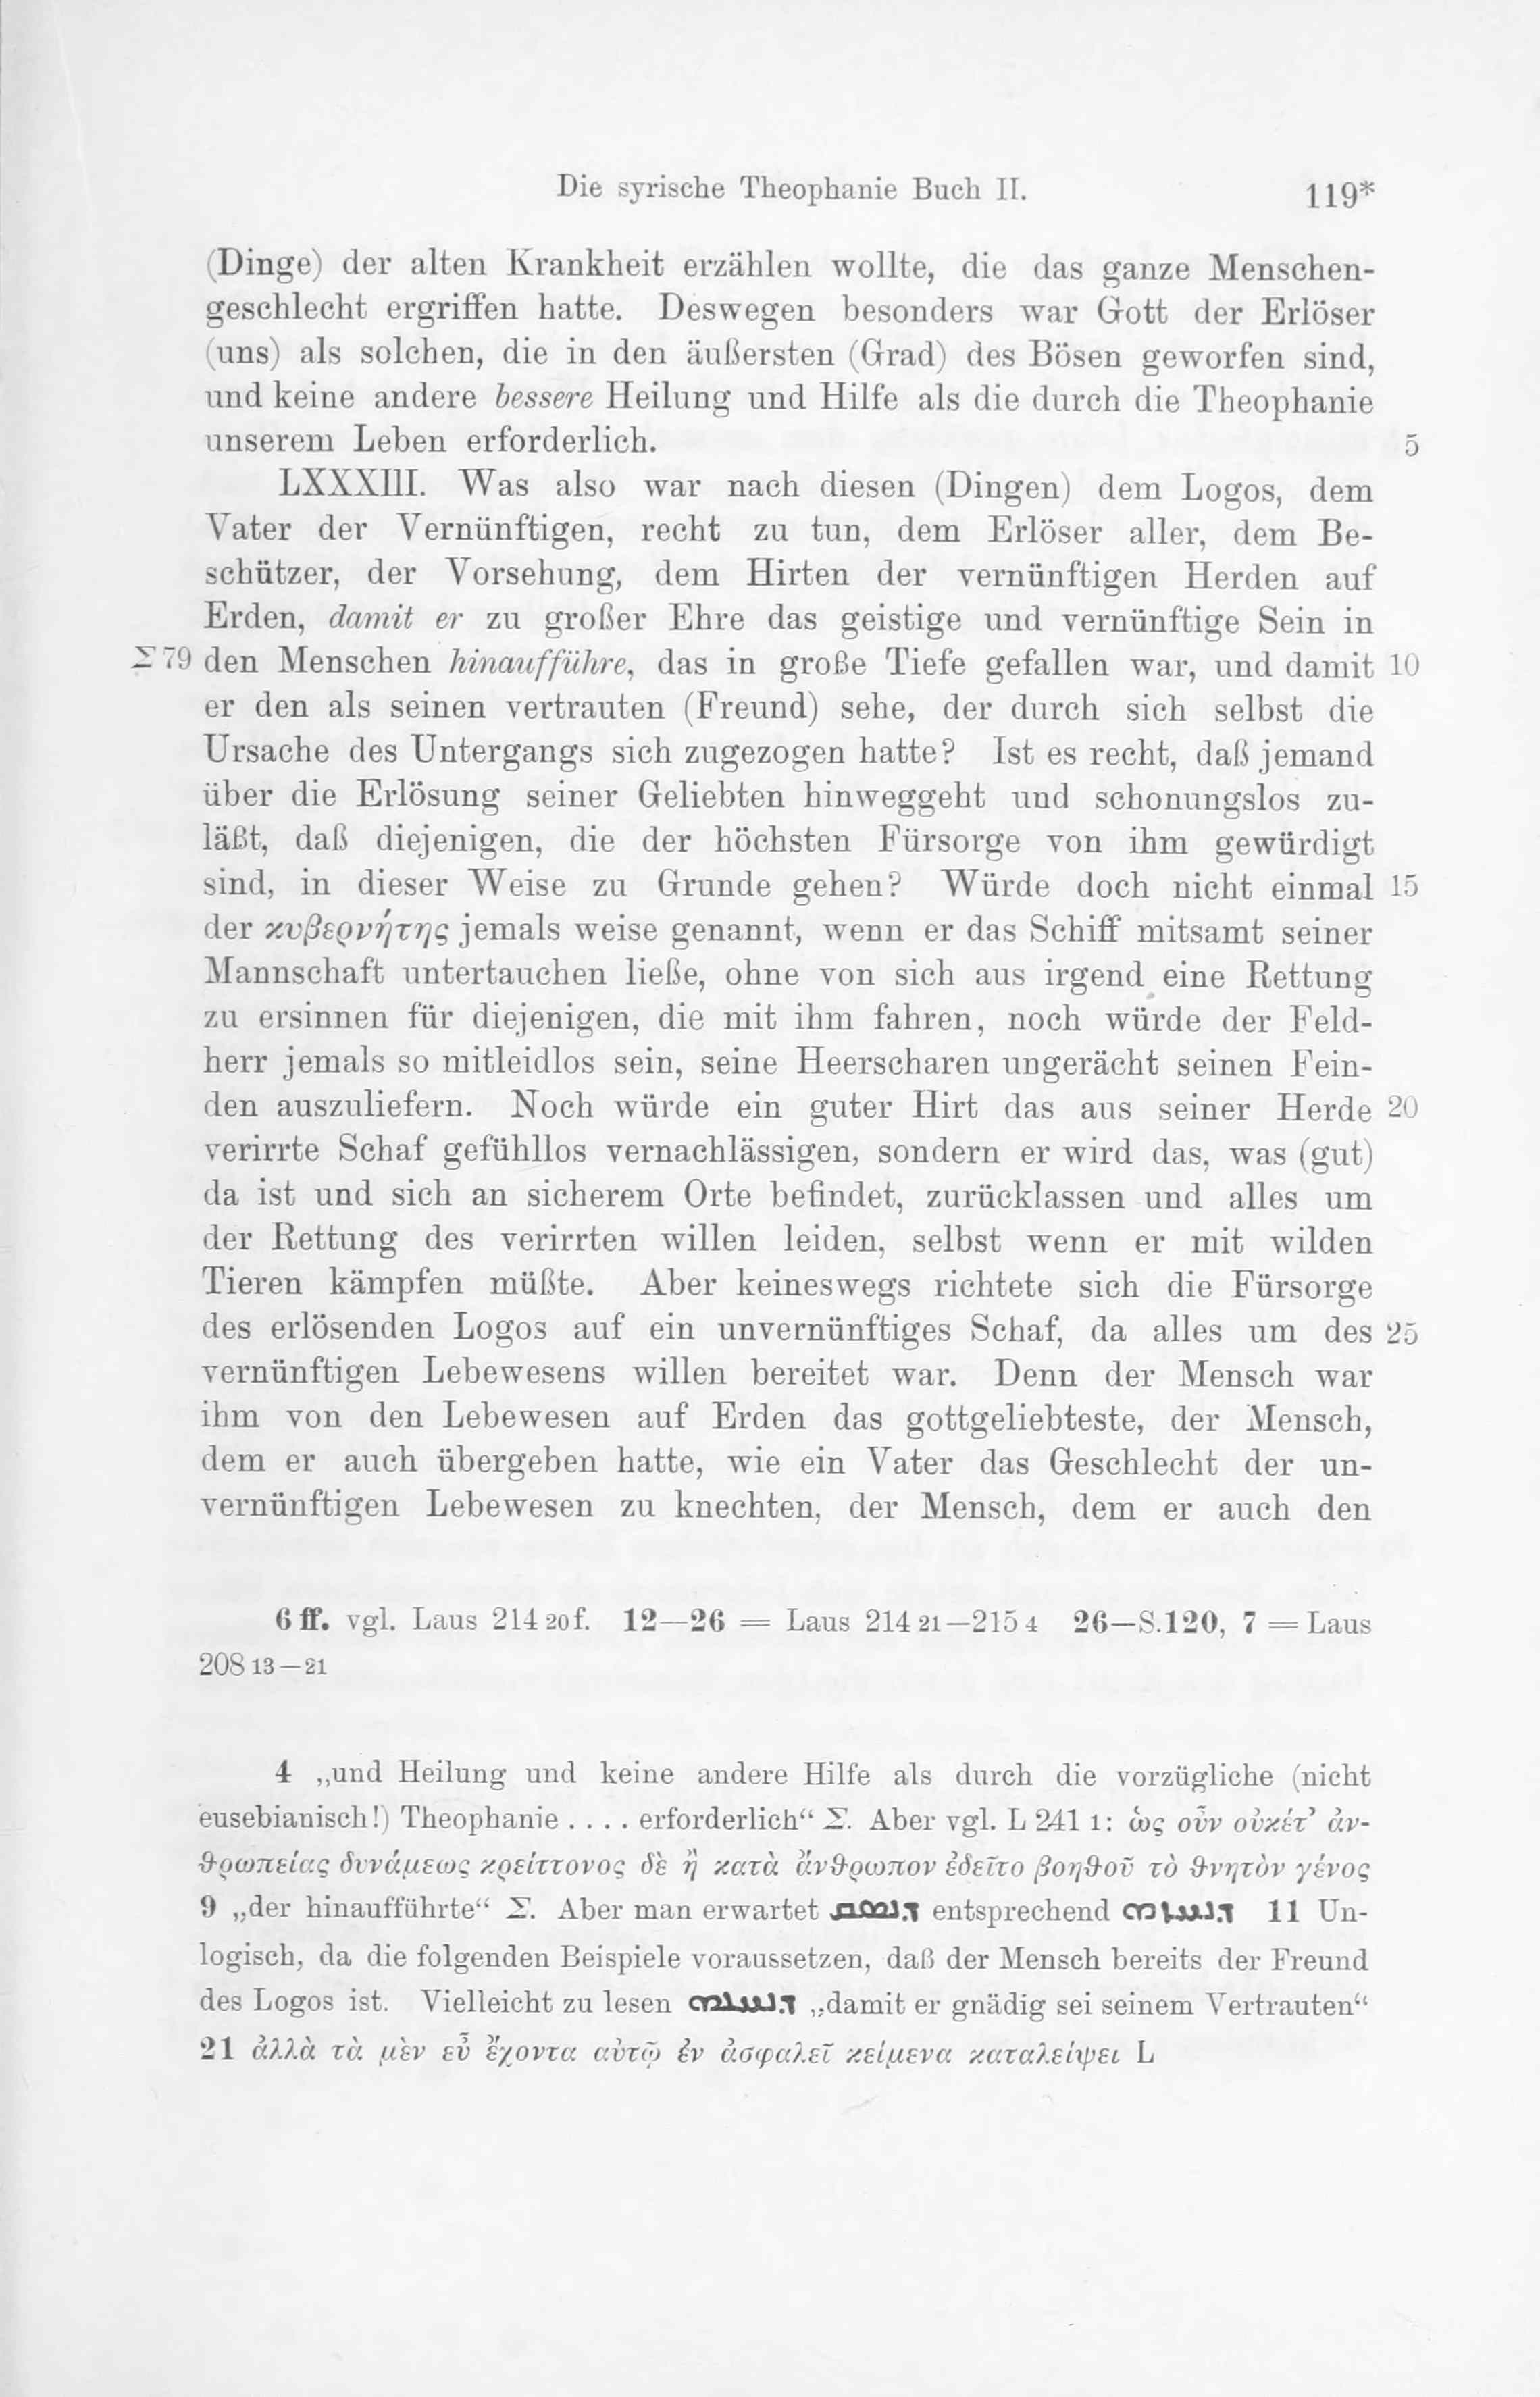 Die syrische Theophanie Buch II. 119*
(Dinge) der alten Krankheit erzählen wollte, die das ganze Menschen-
geschlecht ergriffen hatte. Deswegen besonders war Gott der Erlöser
(uns) als solchen, die in den äußersten (Grad) des Bösen geworfen sind,
und keine andere bessere Heilung und Hilfe als die durch die Theophanie
unserem Leben erforderlich. 5
LXXXIII. Was also war nach diesen (Dingen) dem Logos, dem
Vater der Vernünftigen, recht zu tun, dem Erlöser aller, dem Be-
schützer, der Vorsehung, dem Hirten der vernünftigen Herden auf
Erden, damit er zu großer Ehre das geistige und vernünftige Sein in
Σ 79 den Menschen hinaufführe, das in große Tiefe gefallen war, und damit 10
er den als seinen vertrauten (Freund) sehe, der durch sich selbst die
Ursache des Untergangs sich zugezogen hatte? Ist es recht, daß jemand
über die Erlösung seiner Geliebten hinweggeht und schonungslos zu-
läßt, daß diejenigen, die der höchsten Fürsorge von ihm gewürdigt
sind, in dieser Weise zu Grunde gehen? Würde doch nicht einmal 15
der κυβερνήτης jemals weise genannt, wenn er das Schiff mitsamt seiner
Mannschaft untertauchen ließe, ohne von sich aus irgend eine Rettung
zu ersinnen für diejenigen, die mit ihm fahren, noch würde der Feld-
herr jemals so mitleidlos sein, seine Heerscharen ungerächt seinen Fein-
den auszuliefern. Noch würde ein guter Hirt das aus seiner Herde 20
verirrte Schaf gefühllos vernachlässigen, sondern er wird das, was (gut)
da ist und sich an sicherem Orte befindet, zurücklassen und alles um
der Rettung des verirrten willen leiden, selbst wenn er mit wilden
Tieren kämpfen müßte. Aber keineswegs richtete sich die Fürsorge
des erlösenden Logos auf ein unvernünftiges Schaf, da alles um des 25
vernünftigen Lebewesens willen bereitet war. Denn der Mensch war
ihm von den Lebewesen auf Erden das gottgeliebteste, der Mensch,
dem er auch übergeben hatte, wie ein Vater das Geschlecht der un-
vernünftigen Lebewesen zu knechten, der Mensch, dem er auch den
6 ff. vgl. Laus 214 20 f. 12—26 = Laus 214 21—215 4 26—S.120, 7 = Laus
208 13—21
4 „und Heilung und keine andere Hilfe als durch die vorzügliche (nicht
eusebianisch!) Theophanie .... erforderlich“ Σ. Aber vgl. L 241 1: ὡς οὖν οὐκέτ’ ἀν-
θρωπείας δυνάμεως κρείττονος δὲ ἢ κατὰ ἄνθρωπον ἐδεῖτο βοηθοῦ τὸ θνητὸν γένος
9 „der hinaufführte“ Σ. Aber man erwartet ܕܢܣܩ entsprechend ܕܢܚܙܝܘܗܝ 11 Un-
logisch, da die folgenden Beispiele voraussetzen, daß der Mensch bereits der Freund
des Logos ist. Vielleicht zu lesen „damit er gnädig sei seinem Vertrauten“
21 ἀλλὰ τὰ μὲν εὖ ἔχοντα αὐτῷ ἐν ἀσφαλεῖ κείμενα καταλείψει L